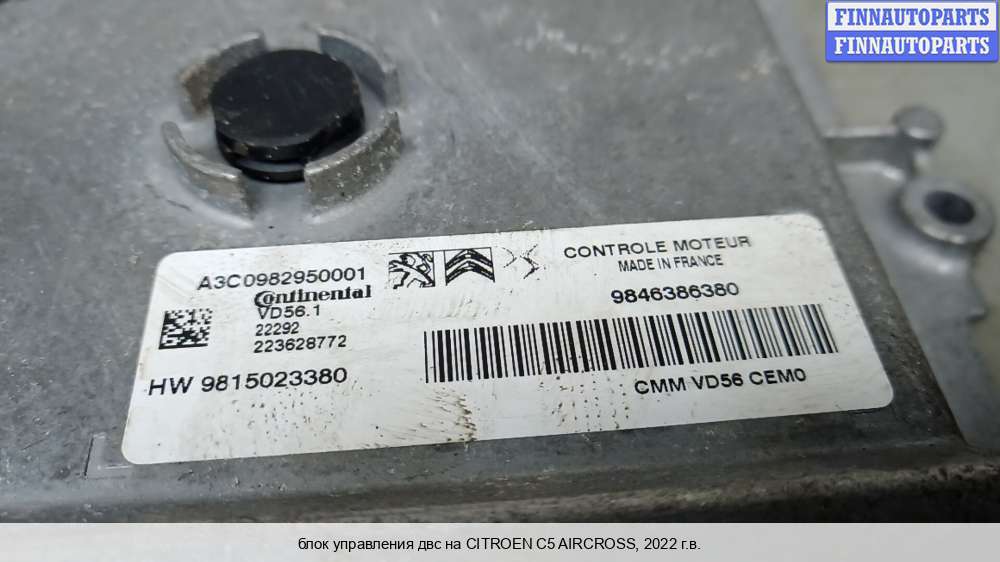 FINNAUTOPARTS
FINNAUTOPARTS
A3C0982950001
Continental
VD56.1
22292
223628772
HW 9815023380
CONTROLE MOTEUR
MADE IN FRANCE
9846386380
CMM VD56 CEM0
блок управления двс на CITROEN C5 AIRCROSS, 2022 г.в.